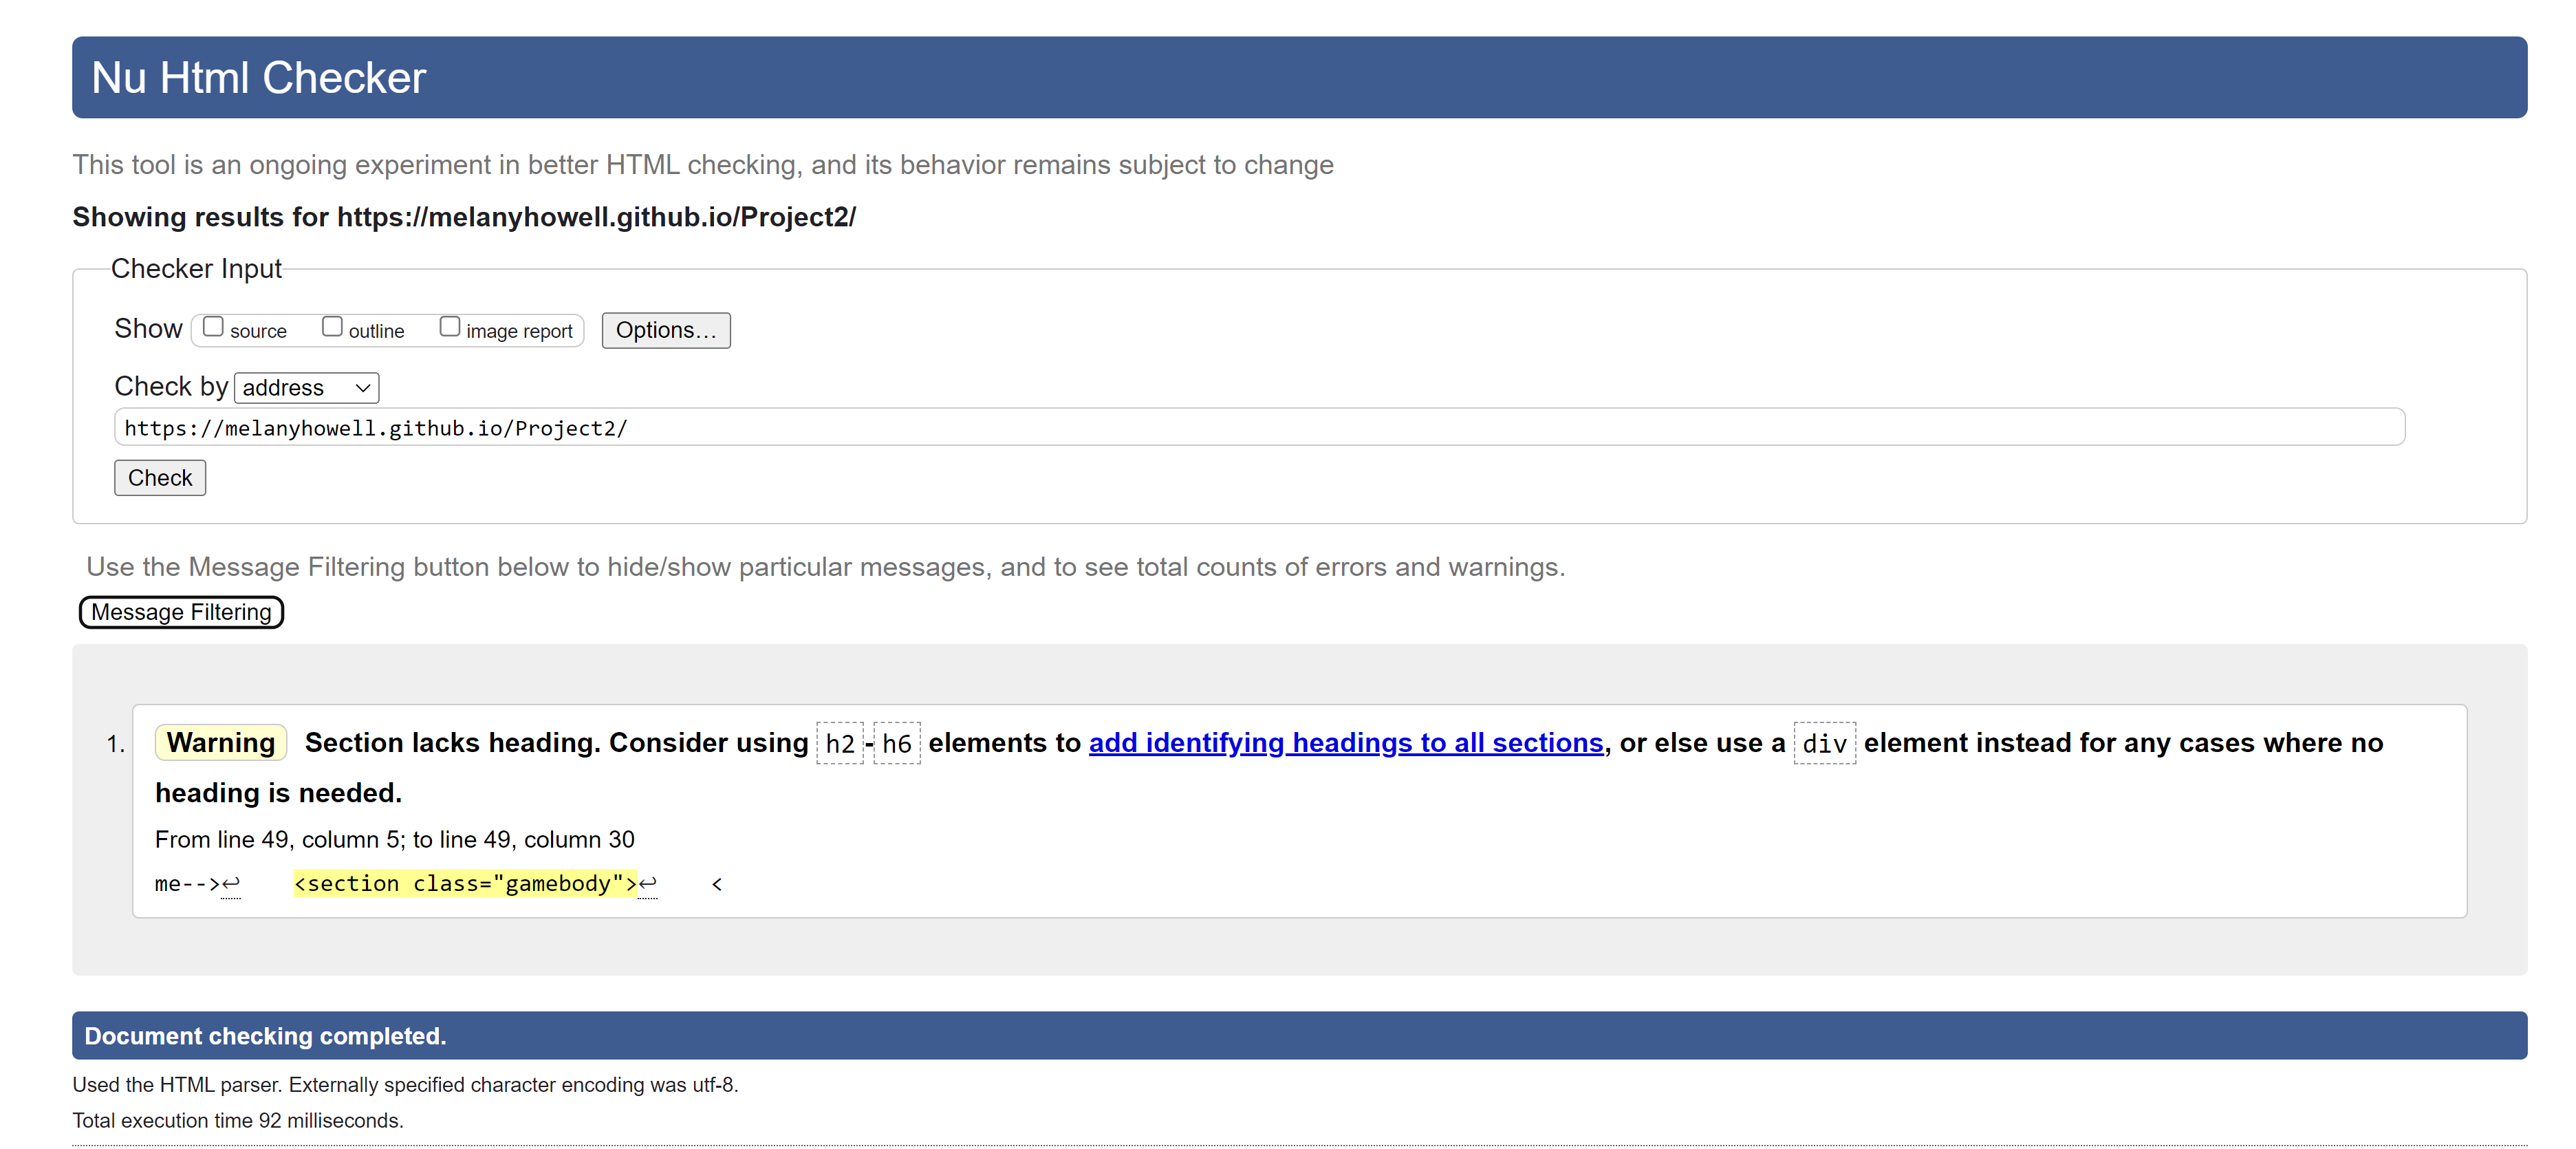 Nu Html Checker
This tool is an ongoing experiment in better HTML checking, and its behavior remains subject to change
Showing results for https://melanyhowell.github.io/Project2/
Checker Input
Show source outline image report Options…
Check by address
https://melanyhowell.github.io/Project2/
Check
Use the Message Filtering button below to hide/show particular messages, and to see total counts of errors and warnings.
Message Filtering
1. Warning Section lacks heading. Consider using h2-h6 elements to add identifying headings to all sections, or else use a div element instead for any cases where no
heading is needed.
From line 49, column 5; to line 49, column 30
me-->↩ <section class="gamebody">↩ <
Document checking completed.
Used the HTML parser. Externally specified character encoding was utf-8.
Total execution time 92 milliseconds.